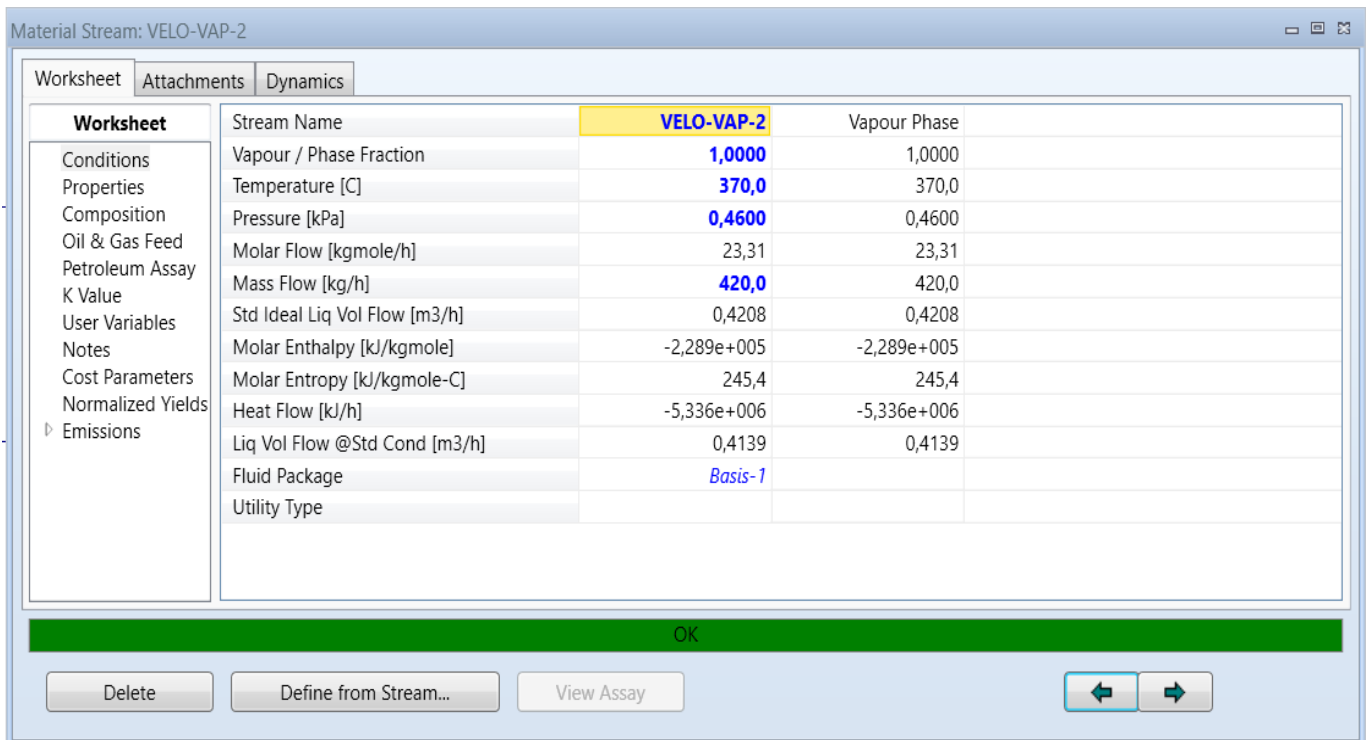 Material Stream: VELO-VAP-2
Worksheet Attachments Dynamics
Worksheet
Conditions
Properties
Composition
Oil & Gas Feed
Petroleum Assay
K Value
User Variables
Notes
Cost Parameters
Normalized Yields
Emissions
Stream Name VELO-VAP-2 Vapour Phase
Vapour / Phase Fraction 1,0000 1,0000
Temperature [C] 370,0 370,0
Pressure [kPa] 0,4600 0,4600
Molar Flow [kgmole/h] 23,31 23,31
Mass Flow [kg/h] 420,0 420,0
Std Ideal Liq Vol Flow [m3/h] 0,4208 0,4208
Molar Enthalpy [kJ/kgmole] -2,289e+005 -2,289e+005
Molar Entropy [kJ/kgmole-C] 245,4 245,4
Heat Flow [kJ/h] -5,336e+006 -5,336e+006
Liq Vol Flow @Std Cond [m3/h] 0,4139 0,4139
Fluid Package Basis-1
Utility Type
OK
Delete Define from Stream... View Assay